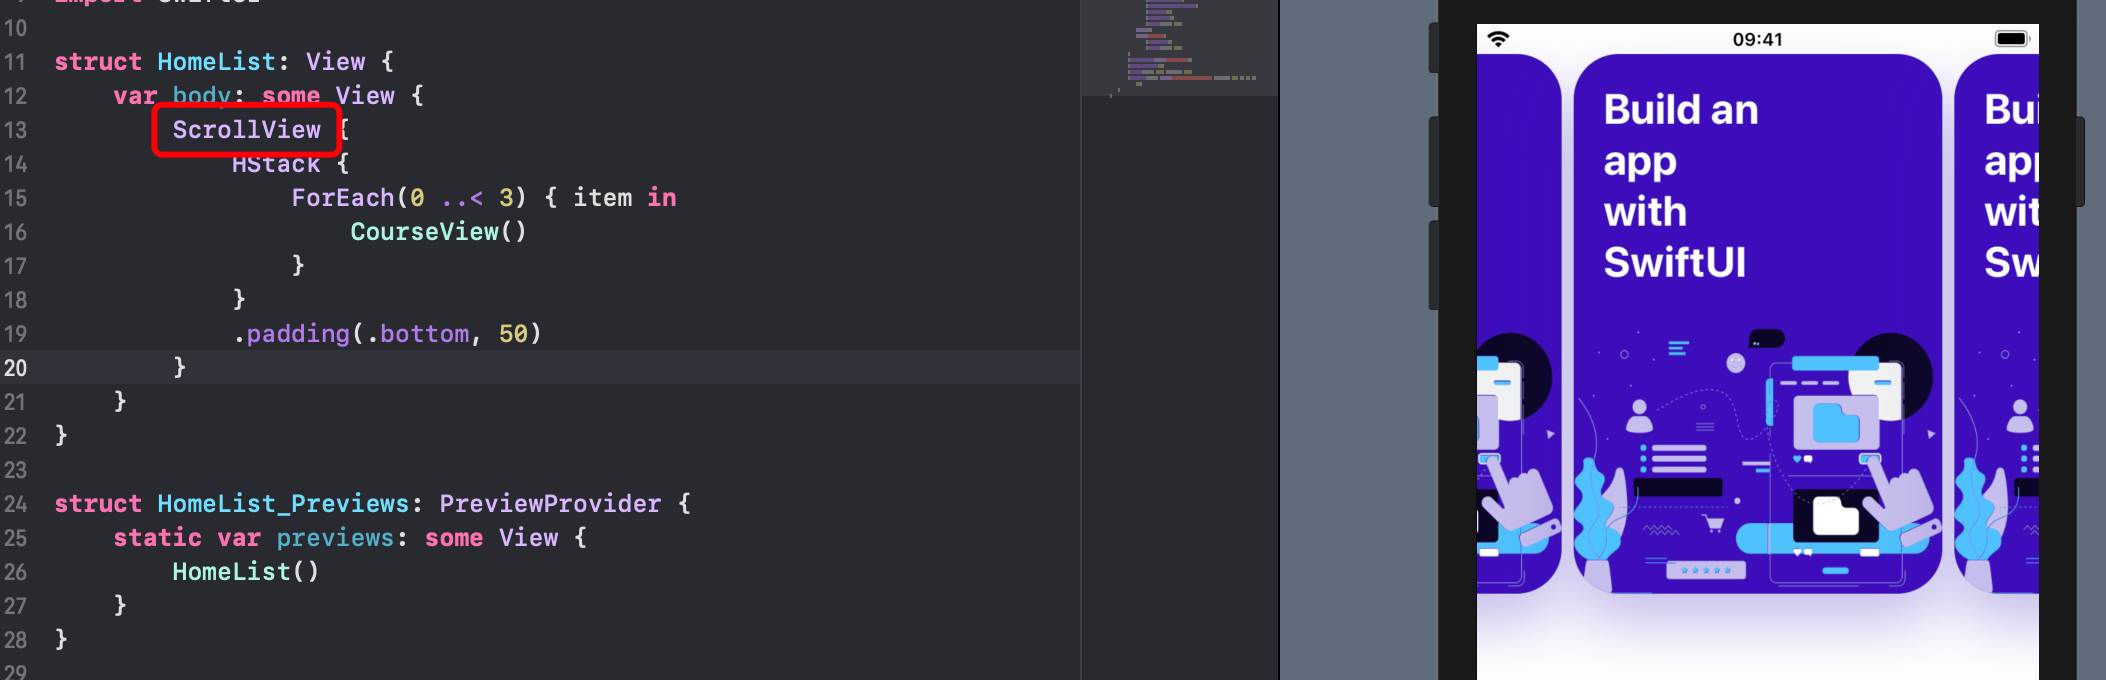 import SwiftUI
10
11 struct HomeList: View {
12 var body: some View {
13 ScrollView {
14 HStack {
15 ForEach(0 ..< 3) { item in
16 CourseView()
17 }
18 }
19 .padding(.bottom, 50)
20 }
21 }
22 }
23
24 struct HomeList_Previews: PreviewProvider {
25 static var previews: some View {
26 HomeList()
27 }
28 }
29
09:41
Build an
app
with
SwiftUI
Bui
app
wit
Sw